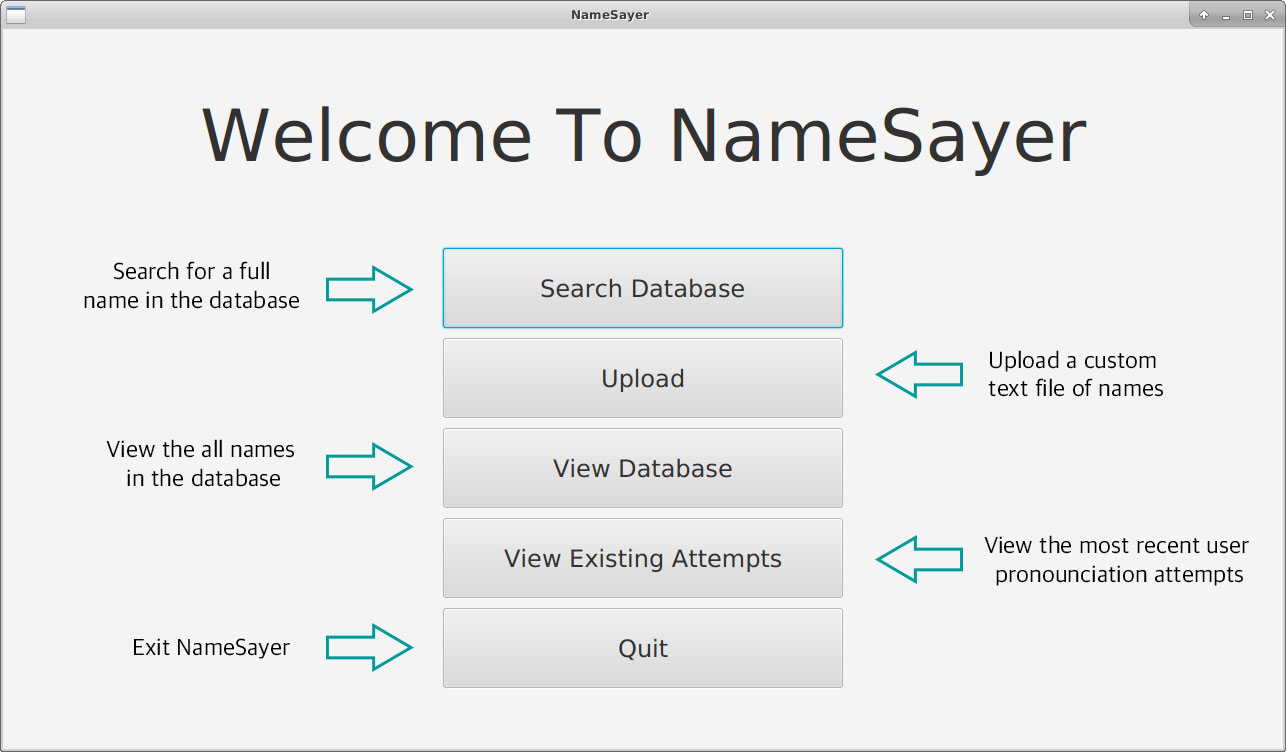 NameSayer
Welcome To NameSayer
Search for a full
name in the database
Search Database
Upload
Upload a custom
text file of names
View the all names
in the database
View Database
View Existing Attempts
View the most recent user
pronounciation attempts
Exit NameSayer
Quit